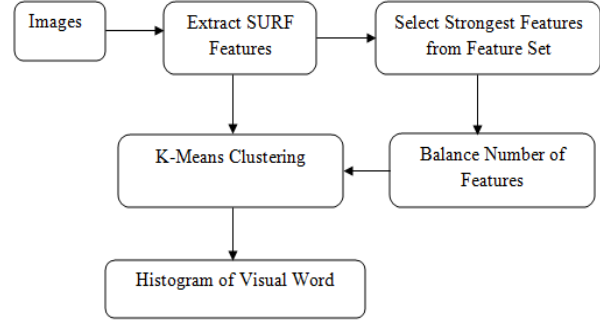 Images
Extract SURF
Features
Select Strongest Features
from Feature Set
K-Means Clustering
Balance Number of
Features
Histogram of Visual Word